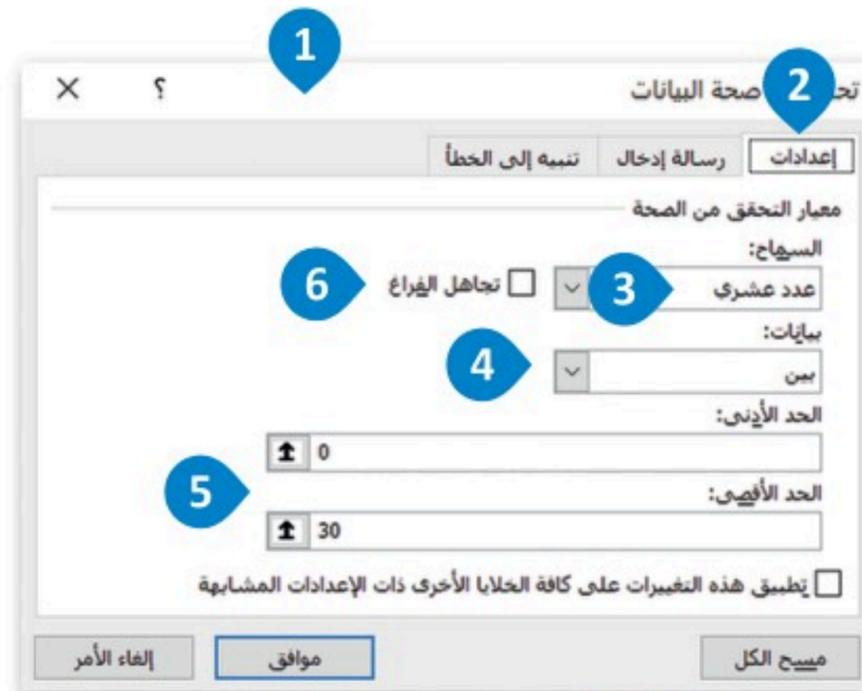 1
؟
تح صحة البيانات
2
إعدادات رسالة إدخال تنبيه إلى الخطأ
معيار التحقق من الصحة
السماح:
عدد عشري 3 تجاهل الفراغ 6
بيانات:
بين 4
الحد الأدنى:
0
5
الحد الأقصى:
30
تطبيق هذه التغييرات على كافة الخلايا الأخرى ذات الإعدادات المشابهة
مسح الكل موافق إلغاء الأمر